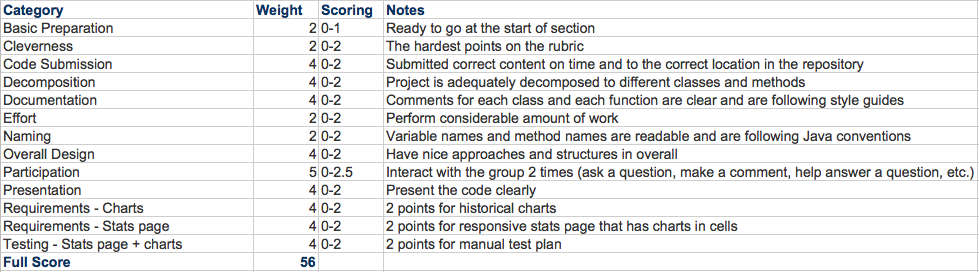 Category Weight Scoring Notes
Basic Preparation 2 0-1 Ready to go at the start of section
Cleverness 2 0-2 The hardest points on the rubric
Code Submission 4 0-2 Submitted correct content on time and to the correct location in the repository
Decomposition 4 0-2 Project is adequately decomposed to different classes and methods
Documentation 4 0-2 Comments for each class and each function are clear and are following style guides
Effort 2 0-2 Perform considerable amount of work
Naming 2 0-2 Variable names and method names are readable and are following Java conventions
Overall Design 4 0-2 Have nice approaches and structures in overall
Participation 5 0-2.5 Interact with the group 2 times (ask a question, make a comment, help answer a question, etc.)
Presentation 4 0-2 Present the code clearly
Requirements - Charts 4 0-2 2 points for historical charts
Requirements - Stats page 4 0-2 2 points for responsive stats page that has charts in cells
Testing - Stats page + charts 4 0-2 2 points for manual test plan
Full Score 56